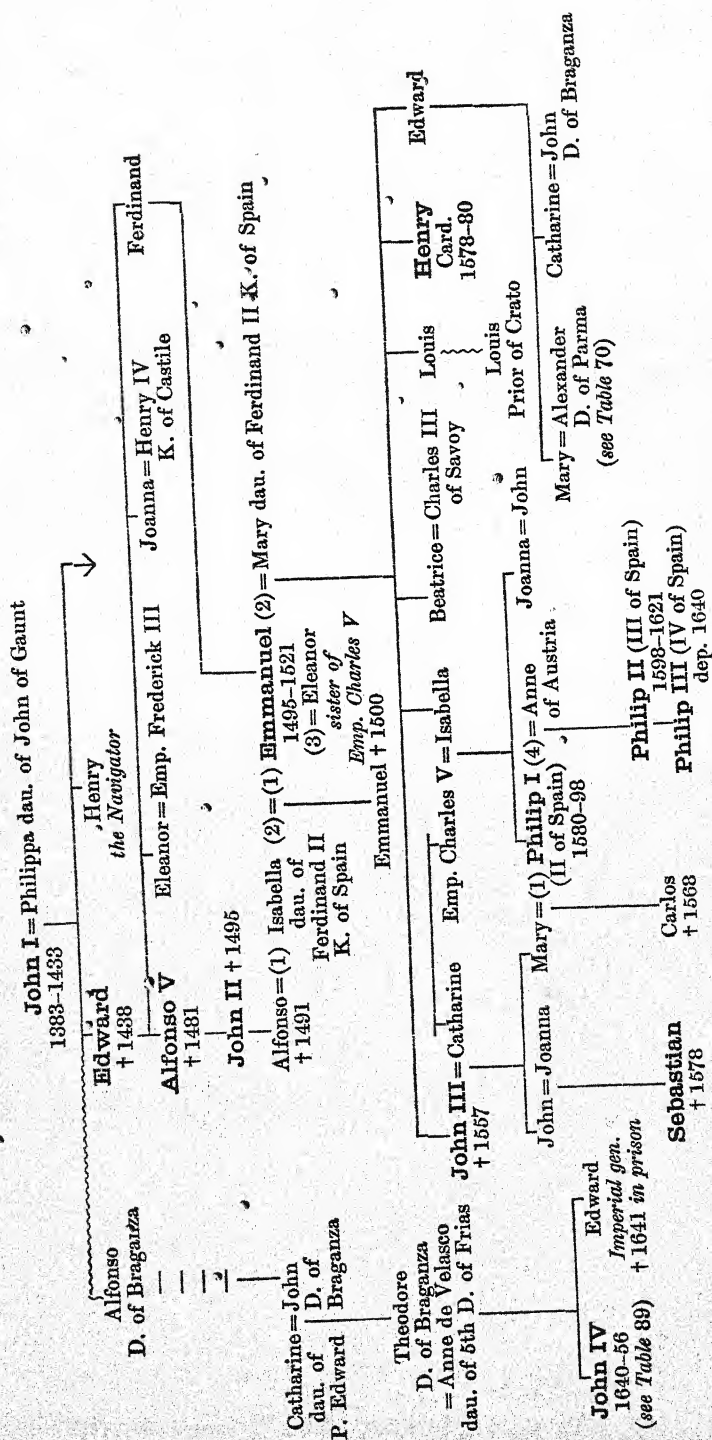 John I=Philippa dau. of John of Gaunt
1383–1433
Alfonso
D. of Braganza
Edward
†1438
Henry
the Navigator
Alfonso V
†1481
Eleanor=Emp. Frederick III
Joanna=Henry IV
K. of Castile
Ferdinand
John II †1495
Alfonso=(1) Isabella (2)=(1) Emmanuel (2)=Mary dau. of Ferdinand II K. of Spain
†1491
dau. of
Ferdinand II
K. of Spain
1495–1521
(3)=Eleanor
sister of
Emp. Charles V
Emmanuel †1500
Catharine=John
dau. of
P. Edward
D. of
Braganza
John III=Catharine
†1557
Emp. Charles V=Isabella
Beatrice=Charles III
of Savoy
Louis
Louis
Prior of Crato
Henry
Card.
1578–80
Edward
Theodore
D. of Braganza
=Anne de Velasco
dau. of 5th D. of Frias
John=Joanna
Mary=(1) Philip I (4)=Anne
(II of Spain)
1580–98
of Austria
Joanna=John
Mary=Alexander
D. of Parma
(see Table 70)
Catharine=John
D. of Braganza
John IV
1640–56
(see Table 89)
Edward
Imperial gen.
†1641 in prison
Sebastian
†1578
Carlos
†1568
Philip II (III of Spain)
1598–1621
Philip III (IV of Spain)
dep. 1640